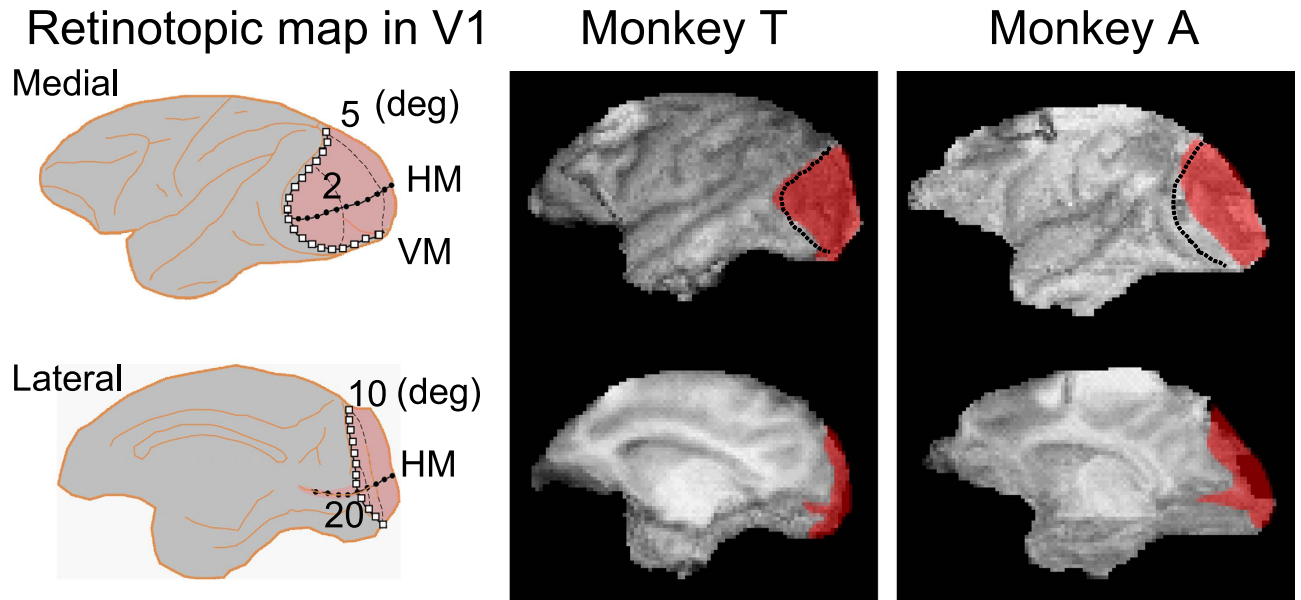 Retinotopic map in V1
Monkey T
Monkey A
Medial
5 (deg)
2
HM
VM
Lateral
10 (deg)
HM
20